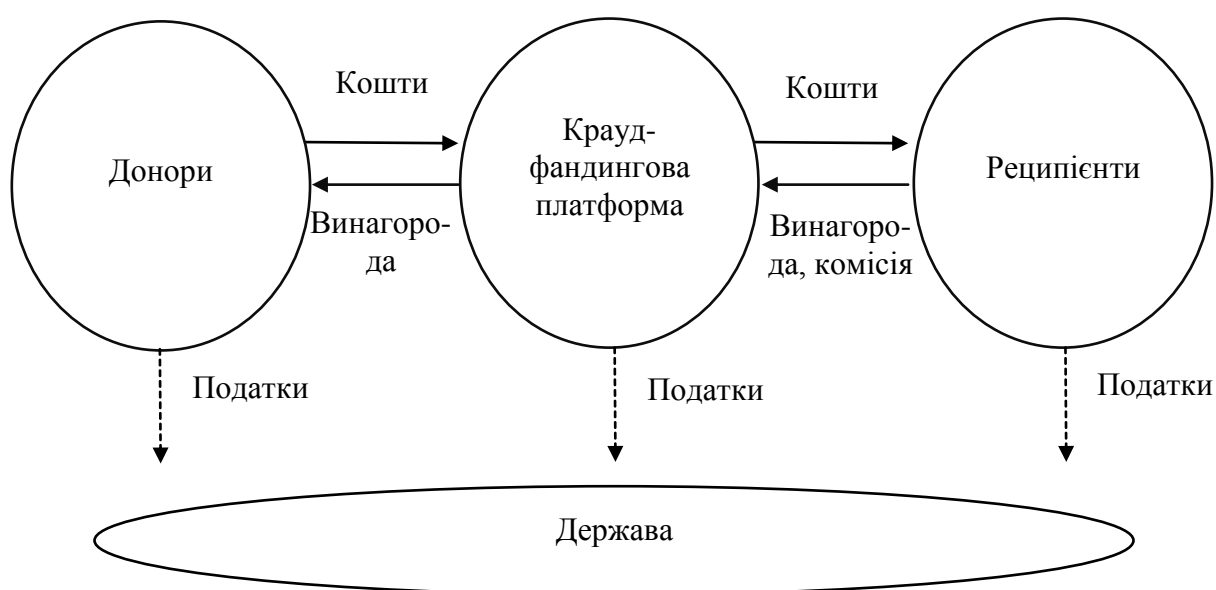 Кошти
Кошти
Донори
Крауд-
фандингова
платформа
Реципієнти
Винагоро-
да
Винагоро-
да, комісія
Податки
Податки
Податки
Держава